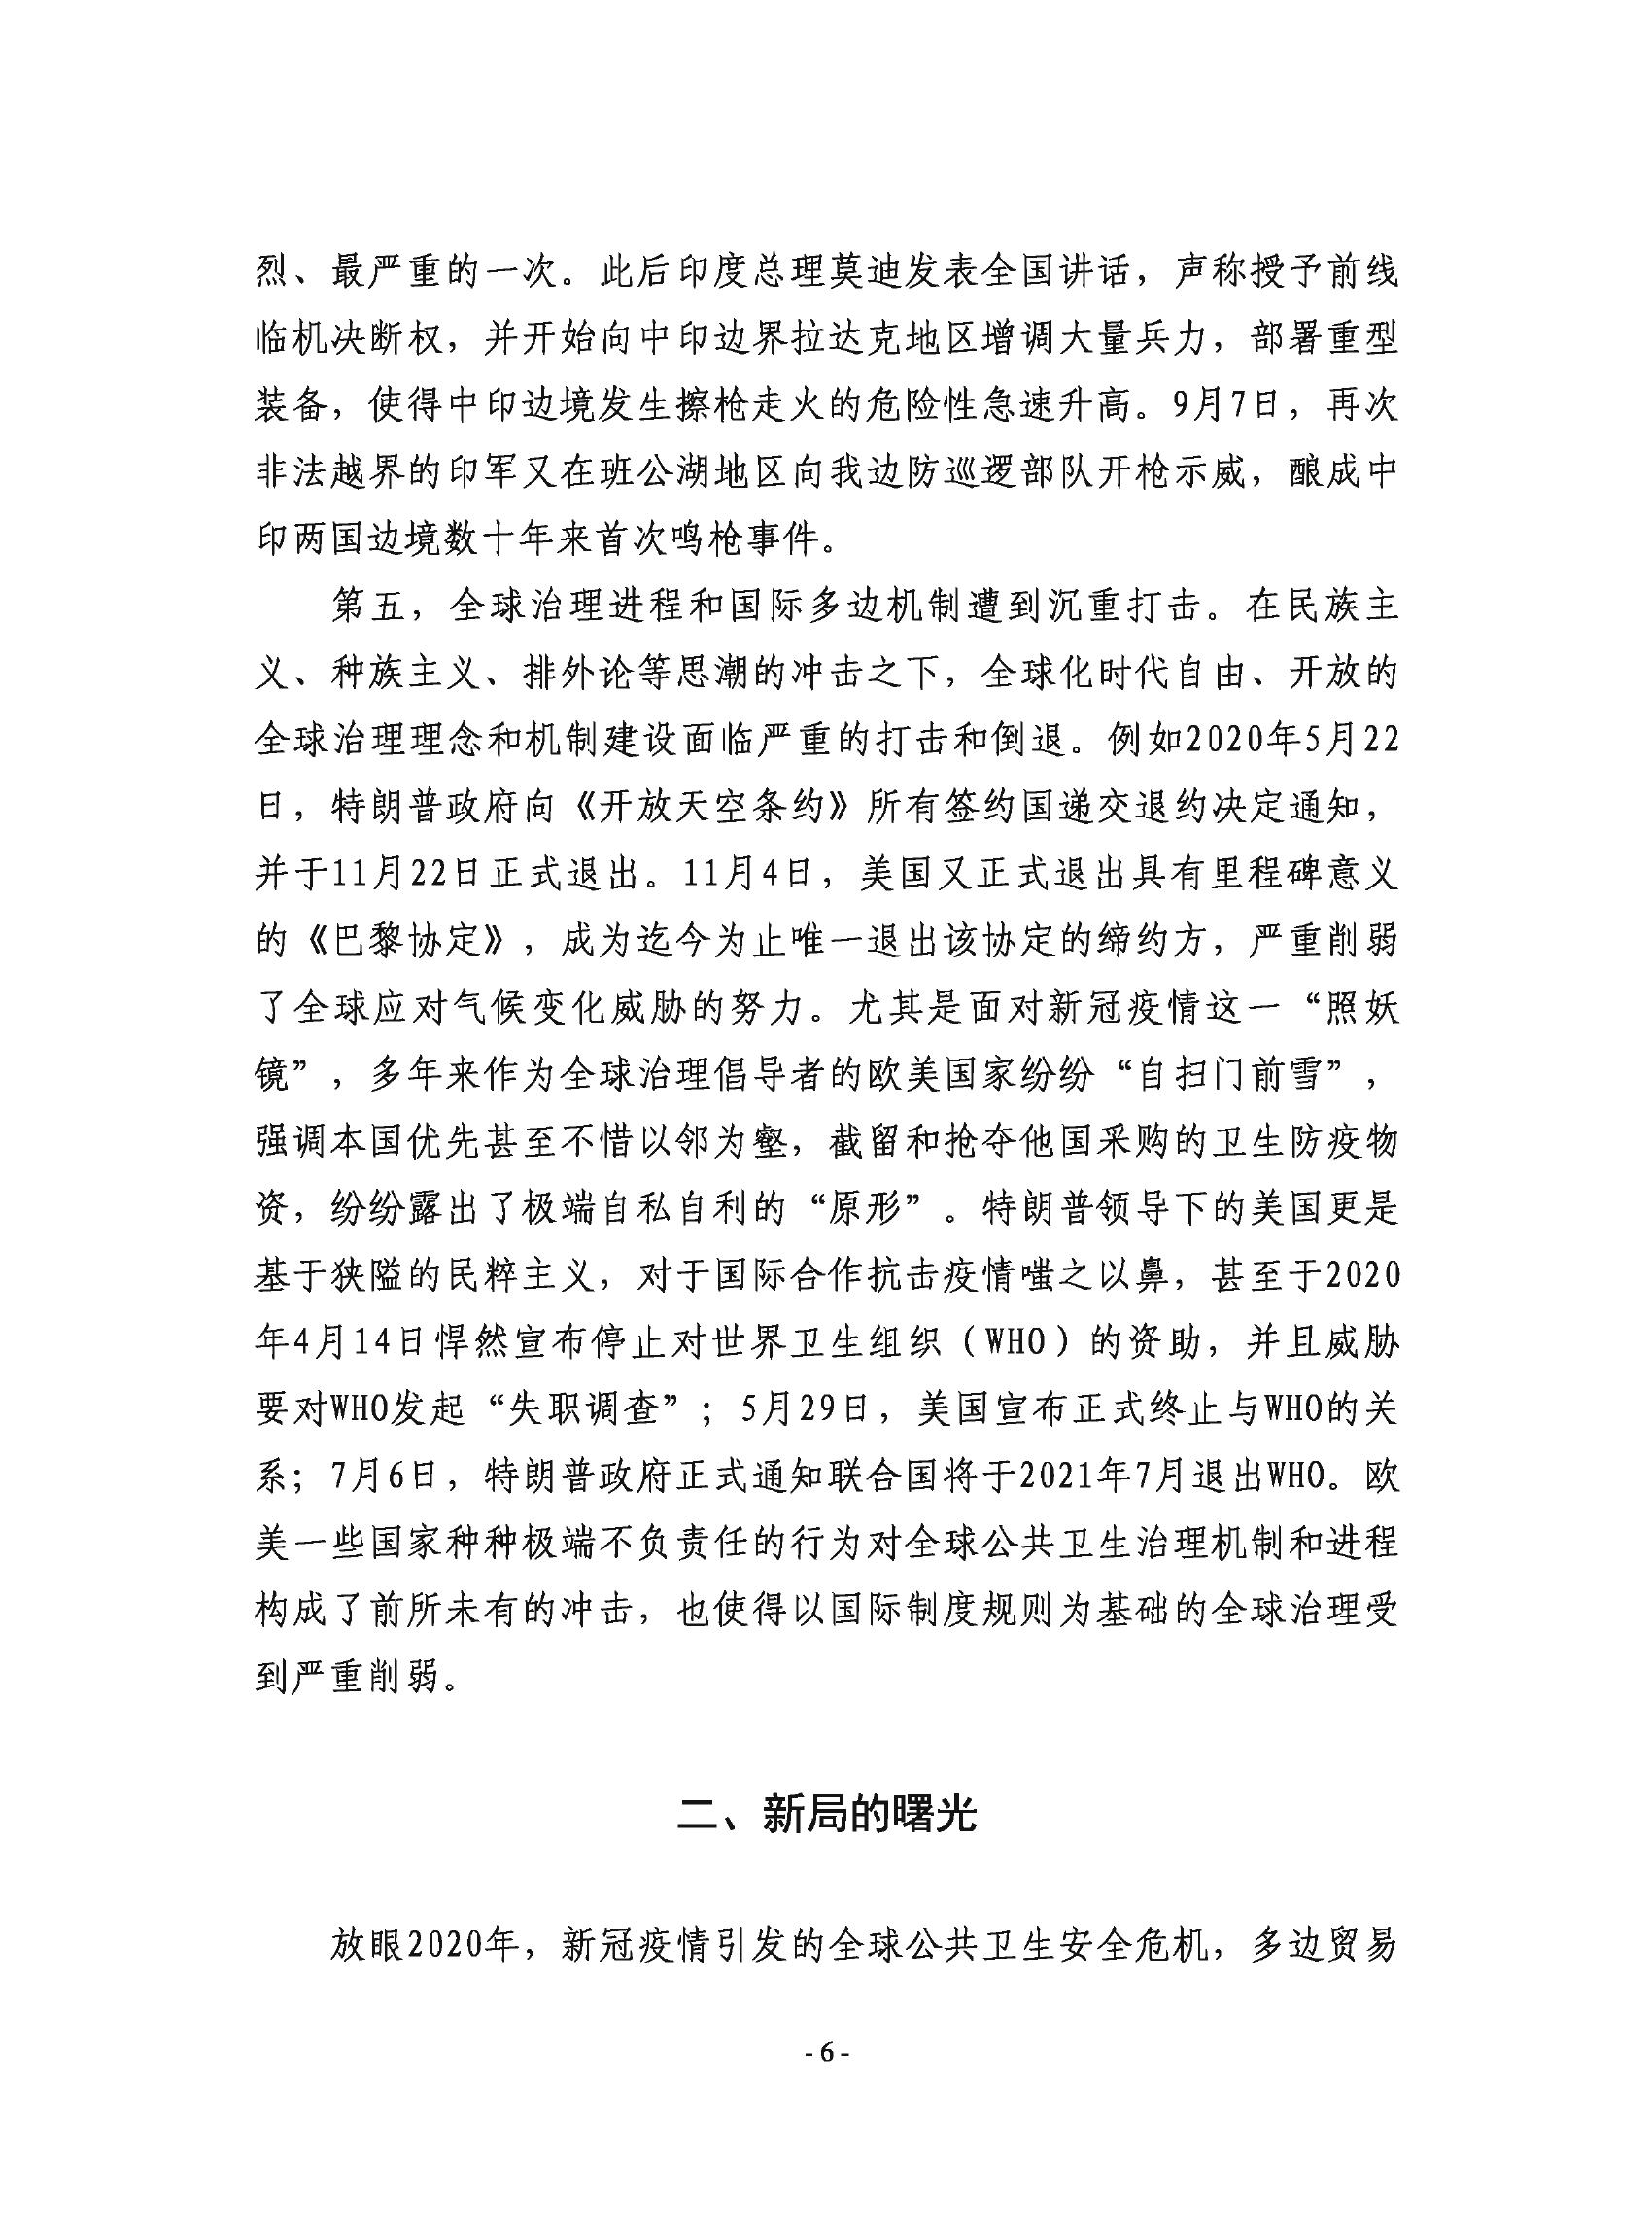 烈、最严重的一次。此后印度总理莫迪发表全国讲话，声称授予前线
临机决断权，并开始向中印边界拉达克地区增调大量兵力，部署重型
装备，使得中印边境发生擦枪走火的危险性急速升高。9月7日，再次
非法越界的印军又在班公湖地区向我边防巡逻部队开枪示威，酿成中
印两国边境数十年来首次鸣枪事件。
第五，全球治理进程和国际多边机制遭到沉重打击。在民族主
义、种族主义、排外论等思潮的冲击之下，全球化时代自由、开放的
全球治理理念和机制建设面临严重的打击和倒退。例如2020年5月22
日，特朗普政府向《开放天空条约》所有签约国递交退约决定通知，
并于11月22日正式退出。11月4日，美国又正式退出具有里程碑意义
的《巴黎协定》，成为迄今为止唯一退出该协定的缔约方，严重削弱
了全球应对气候变化威胁的努力。尤其是面对新冠疫情这一“照妖
镜”，多年来作为全球治理倡导者的欧美国家纷纷“自扫门前雪”，
强调本国优先甚至不惜以邻为壑，截留和抢夺他国采购的卫生防疫物
资，纷纷露出了极端自私自利的“原形”。特朗普领导下的美国更是
基于狭隘的民粹主义，对于国际合作抗击疫情嗤之以鼻，甚至于2020
年4月14日悍然宣布停止对世界卫生组织（WHO）的资助，并且威胁
要对WHO发起“失职调查”；5月29日，美国宣布正式终止与WHO的关
系；7月6日，特朗普政府正式通知联合国将于2021年7月退出WHO。欧
美一些国家种种极端不负责任的行为对全球公共卫生治理机制和进程
构成了前所未有的冲击，也使得以国际制度规则为基础的全球治理受
到严重削弱。
二、新局的曙光
放眼2020年，新冠疫情引发的全球公共卫生安全危机，多边贸易
- 6 -